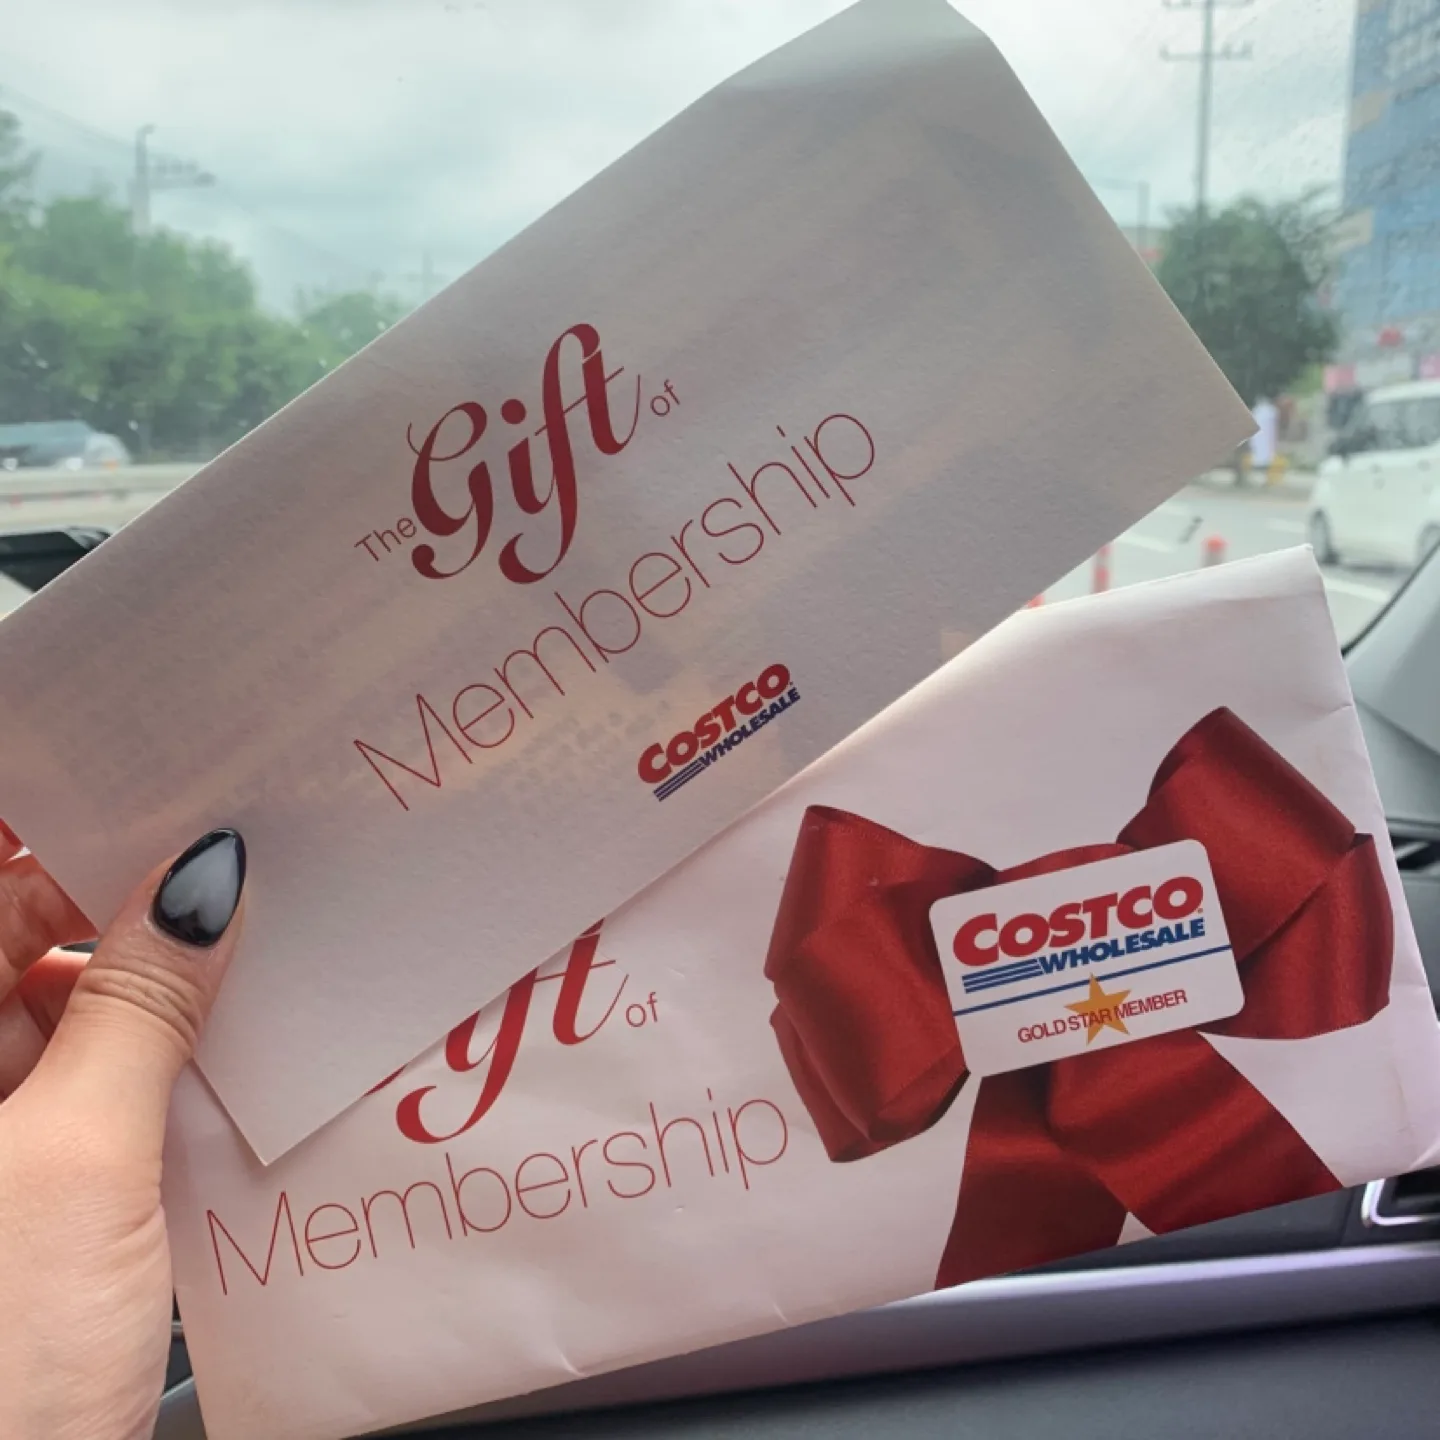 The Gift of
Membership
COSTCO
WHOLESALE
Gift of
Membership
COSTCO
WHOLESALE
GOLD STAR MEMBER